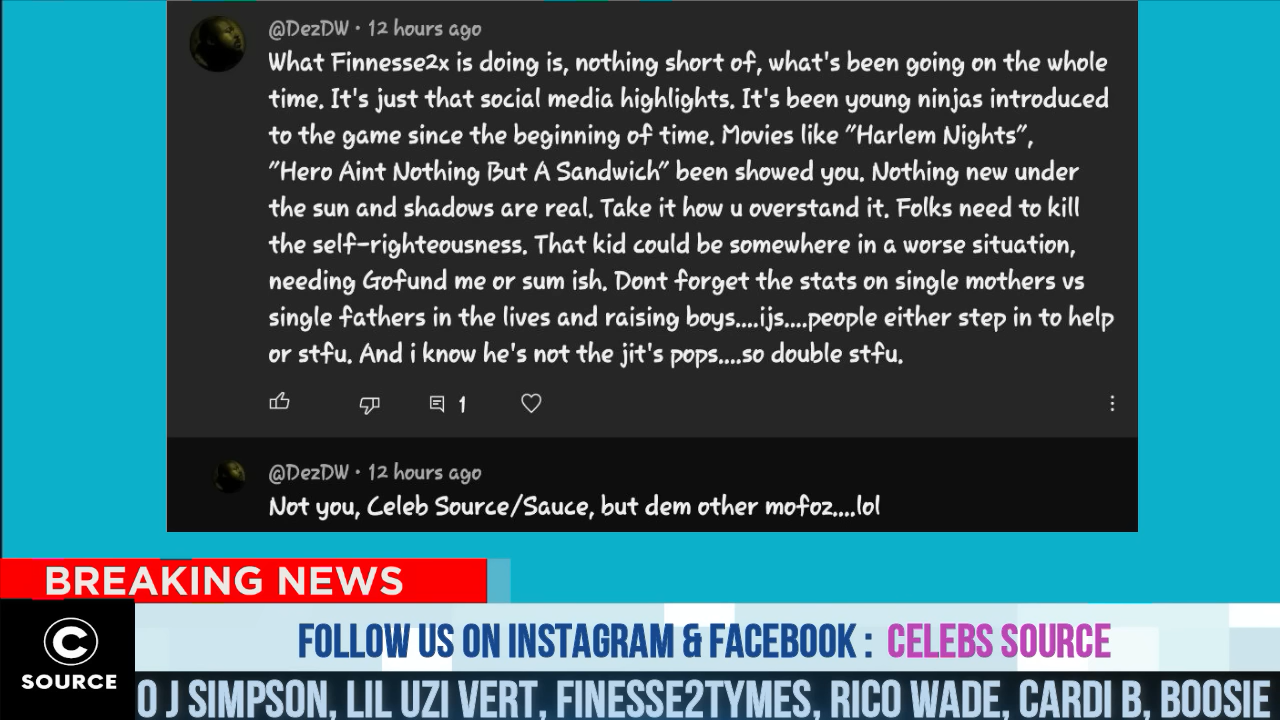 @DezDW · 12 hours ago
What Finnesse2x is doing is, nothing short of, what's been going on the whole
time. It's just that social media highlights. It's been young ninjas introduced
to the game since the beginning of time. Movies like "Harlem Nights",
"Hero Aint Nothing But A Sandwich" been showed you. Nothing new under
the sun and shadows are real. Take it how u overstand it. Folks need to kill
the self-righteousness. That kid could be somewhere in a worse situation,
needing Gofund me or sum ish. Dont forget the stats on single mothers vs
single fathers in the lives and raising boys....ijs....people either step in to help
or stfu. And i know he's not the jit's pops....so double stfu.
1
@DezDW · 12 hours ago
Not you, Celeb Source/Sauce, but dem other mofoz....lol
BREAKING NEWS
C
SOURCE
FOLLOW US ON INSTAGRAM & FACEBOOK : CELEBS SOURCE
O J SIMPSON, LIL UZI VERT, FINESSE2TYMES, RICO WADE, CARDI B, BOOSIE